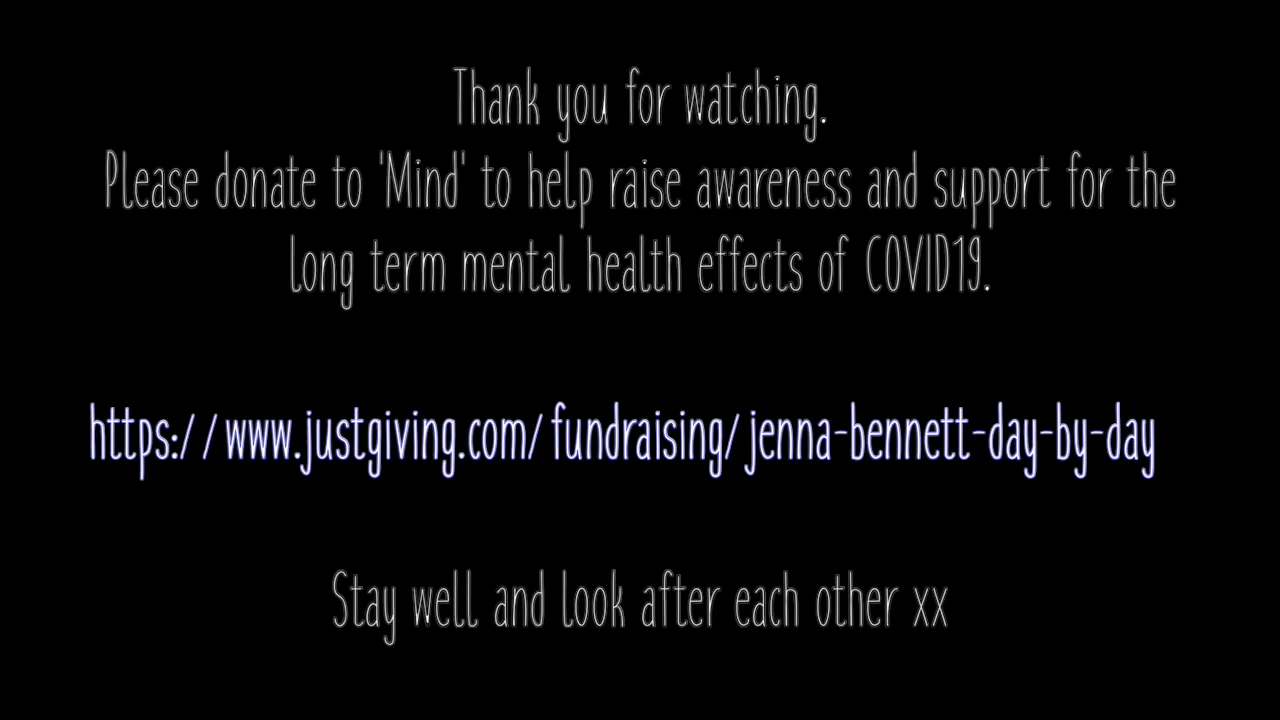 Thank you for watching.
Please donate to 'Mind' to help raise awareness and support for the
long term mental health effects of COVID19.
https://www.justgiving.com/fundraising/jenna-bennett-day-by-day
Stay well and look after each other xx